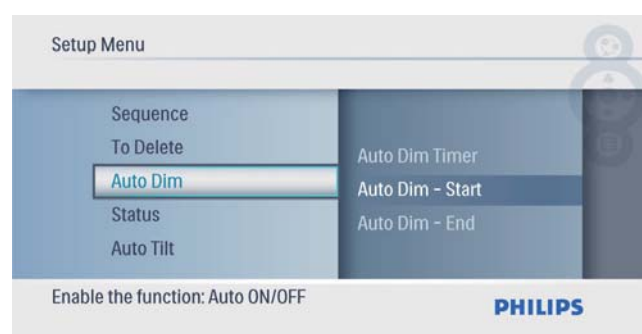 Setup Menu
Sequence
To Delete
Auto Dim
Status
Auto Tilt
Auto Dim Timer
Auto Dim - Start
Auto Dim - End
Enable the function: Auto ON/OFF
PHILIPS